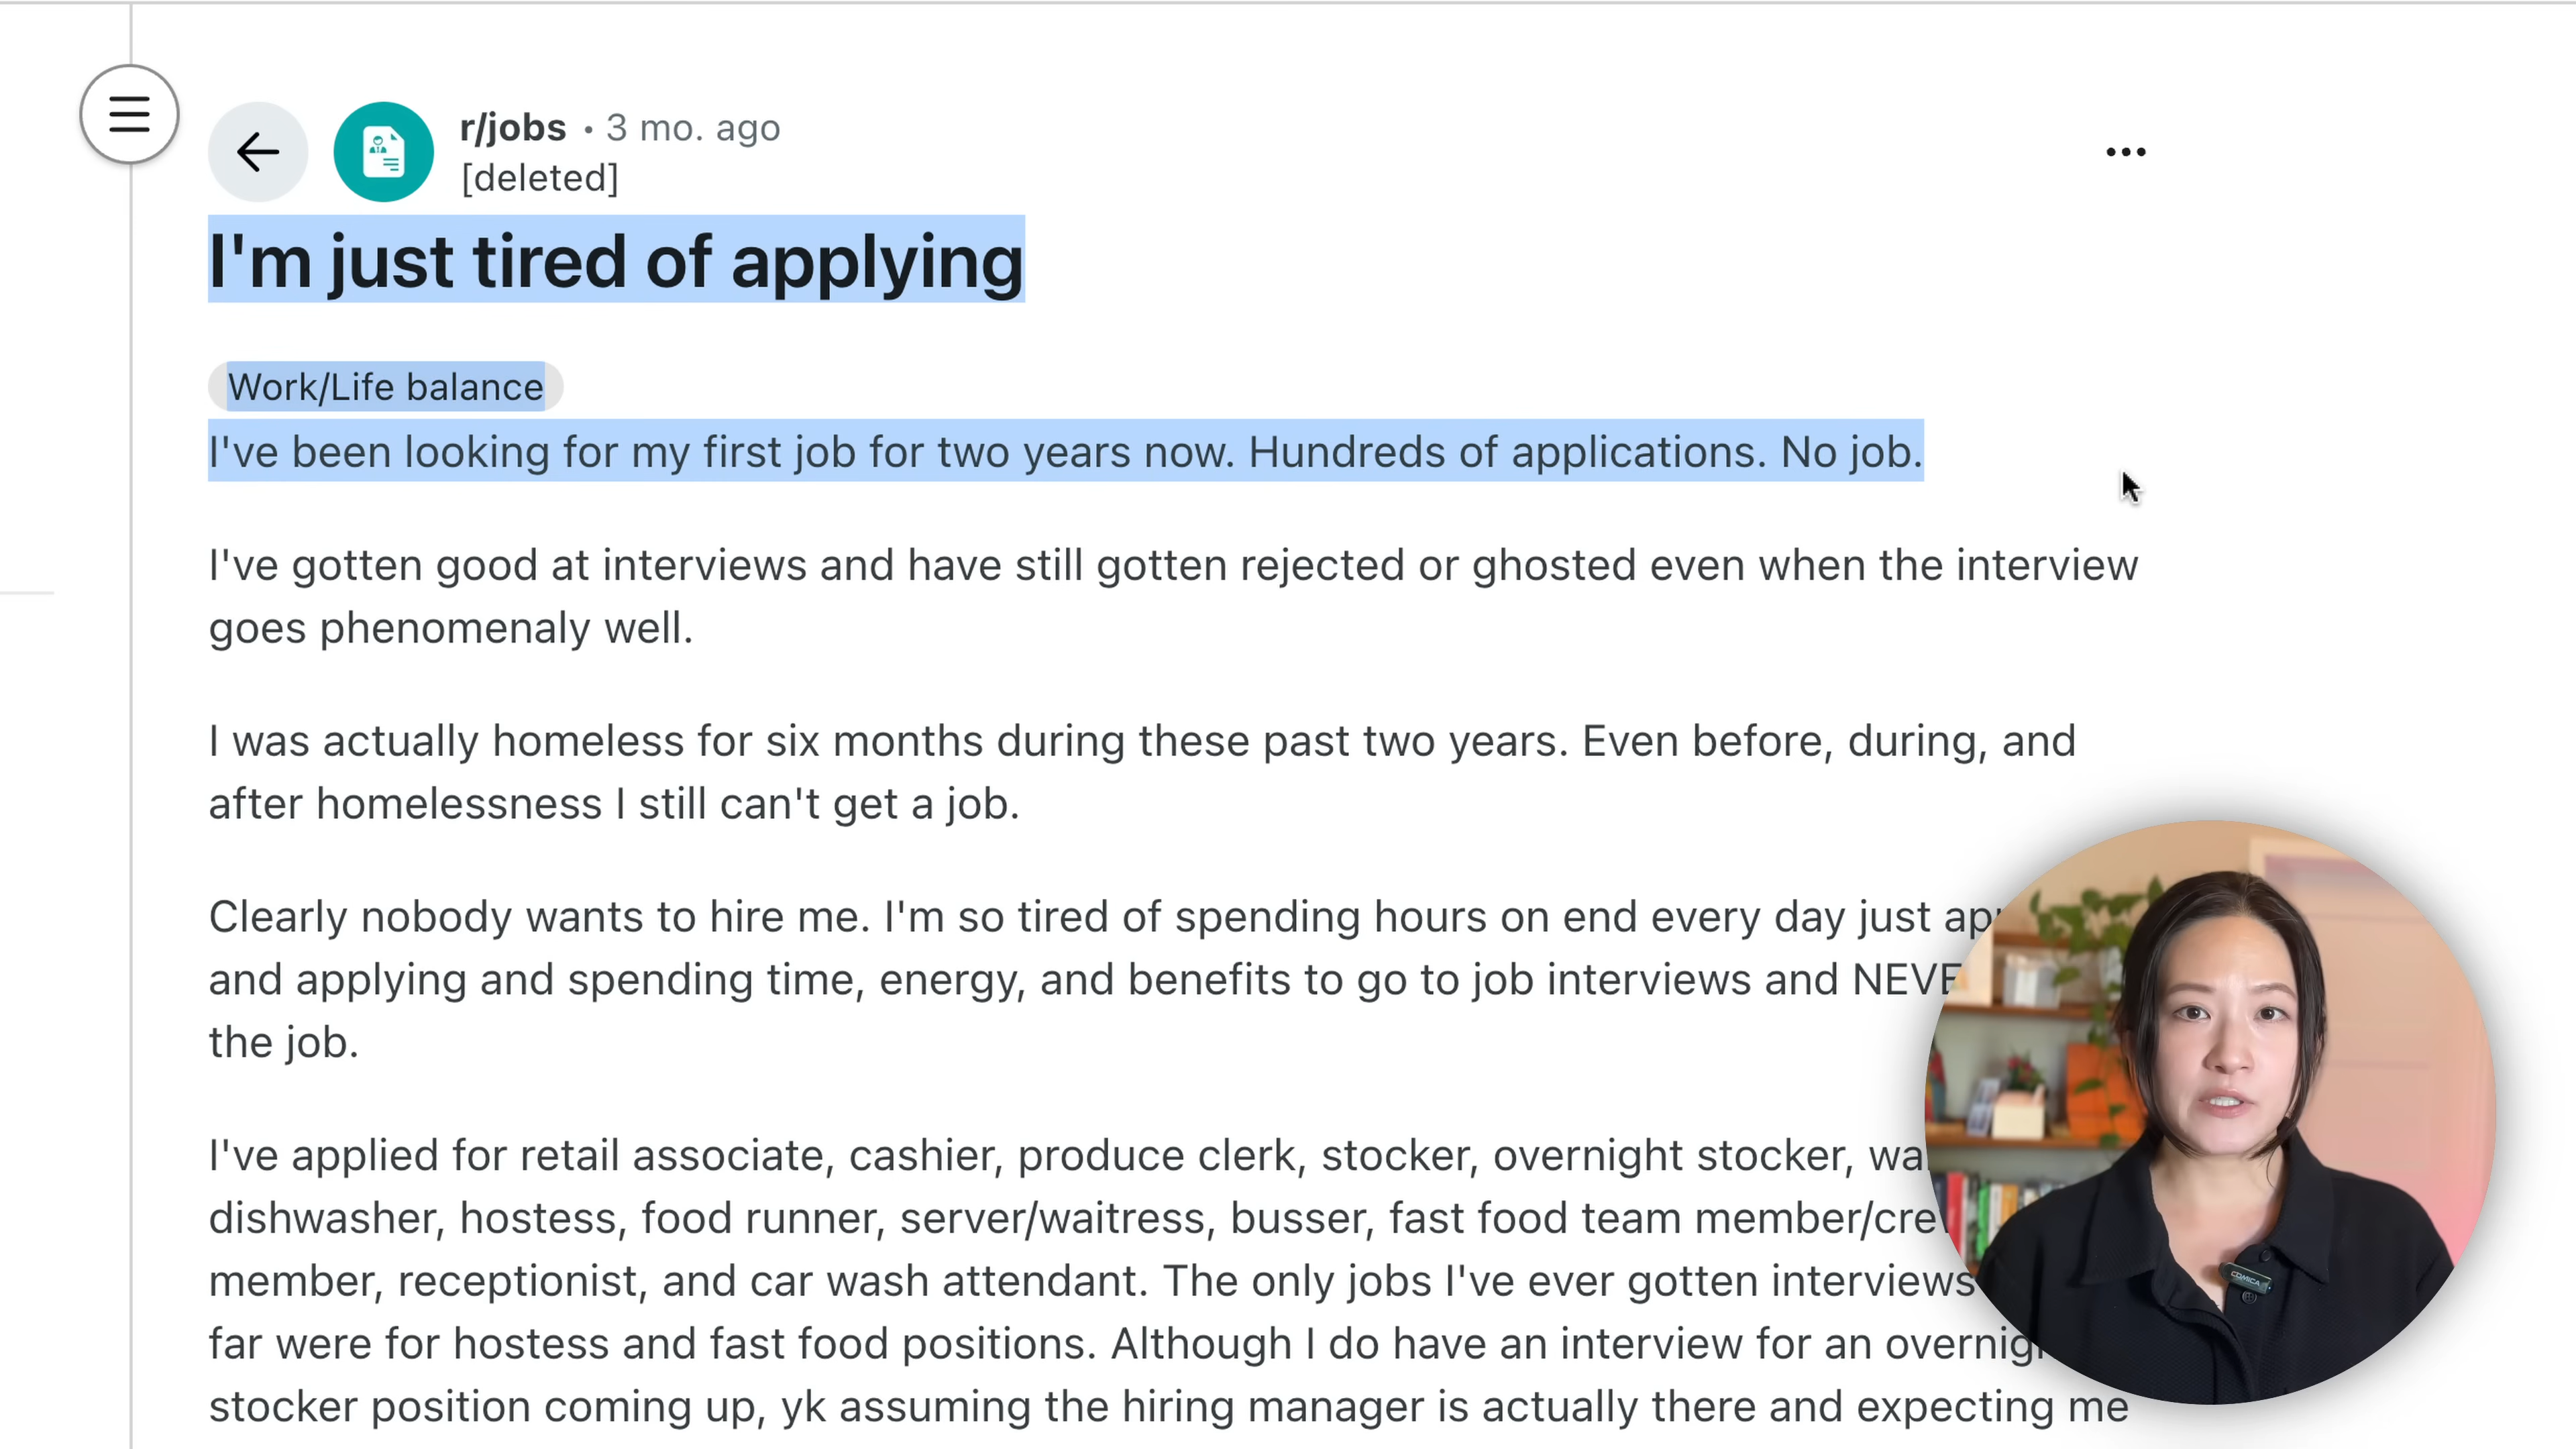 r/jobs • 3 mo. ago
[deleted]
I'm just tired of applying
Work/Life balance
I've been looking for my first job for two years now. Hundreds of applications. No job.
I've gotten good at interviews and have still gotten rejected or ghosted even when the interview
goes phenomenaly well.
I was actually homeless for six months during these past two years. Even before, during, and
after homelessness I still can't get a job.
Clearly nobody wants to hire me. I'm so tired of spending hours on end every day just
and applying and spending time, energy, and benefits to go to job interviews and
the job.
I've applied for retail associate, cashier, produce clerk, stocker, overnight stocker,
dishwasher, hostess, food runner, server/waitress, busser, fast food team
member, receptionist, and car wash attendant. The only jobs I've ever gotten interviews
far were for hostess and fast food positions. Although I do have an interview for an
stocker position coming up, yk assuming the hiring manager is actually there and expecting me
COMICA